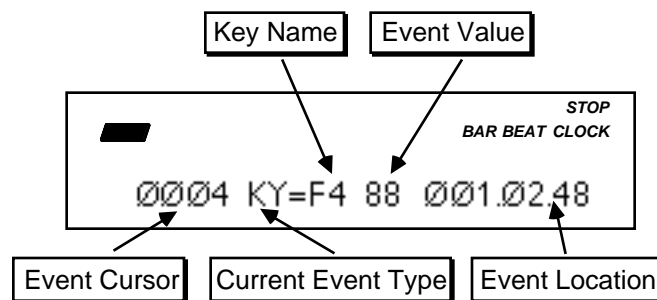 Key Name Event Value
STOP
BAR BEAT CLOCK
ØØØ4 KY=F4 88 ØØ1.Ø2.48
Event Cursor Current Event Type Event Location